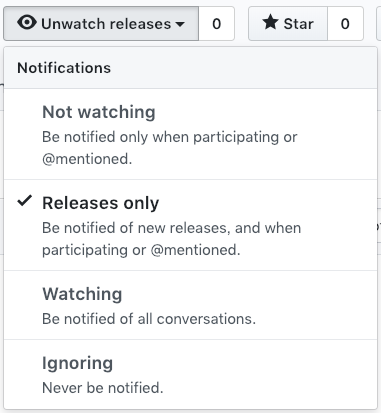 Unwatch releases 0 Star 0
Notifications
Not watching
Be notified only when participating or
@mentioned.
Releases only
Be notified of new releases, and when
participating or @mentioned.
Watching
Be notified of all conversations.
Ignoring
Never be notified.